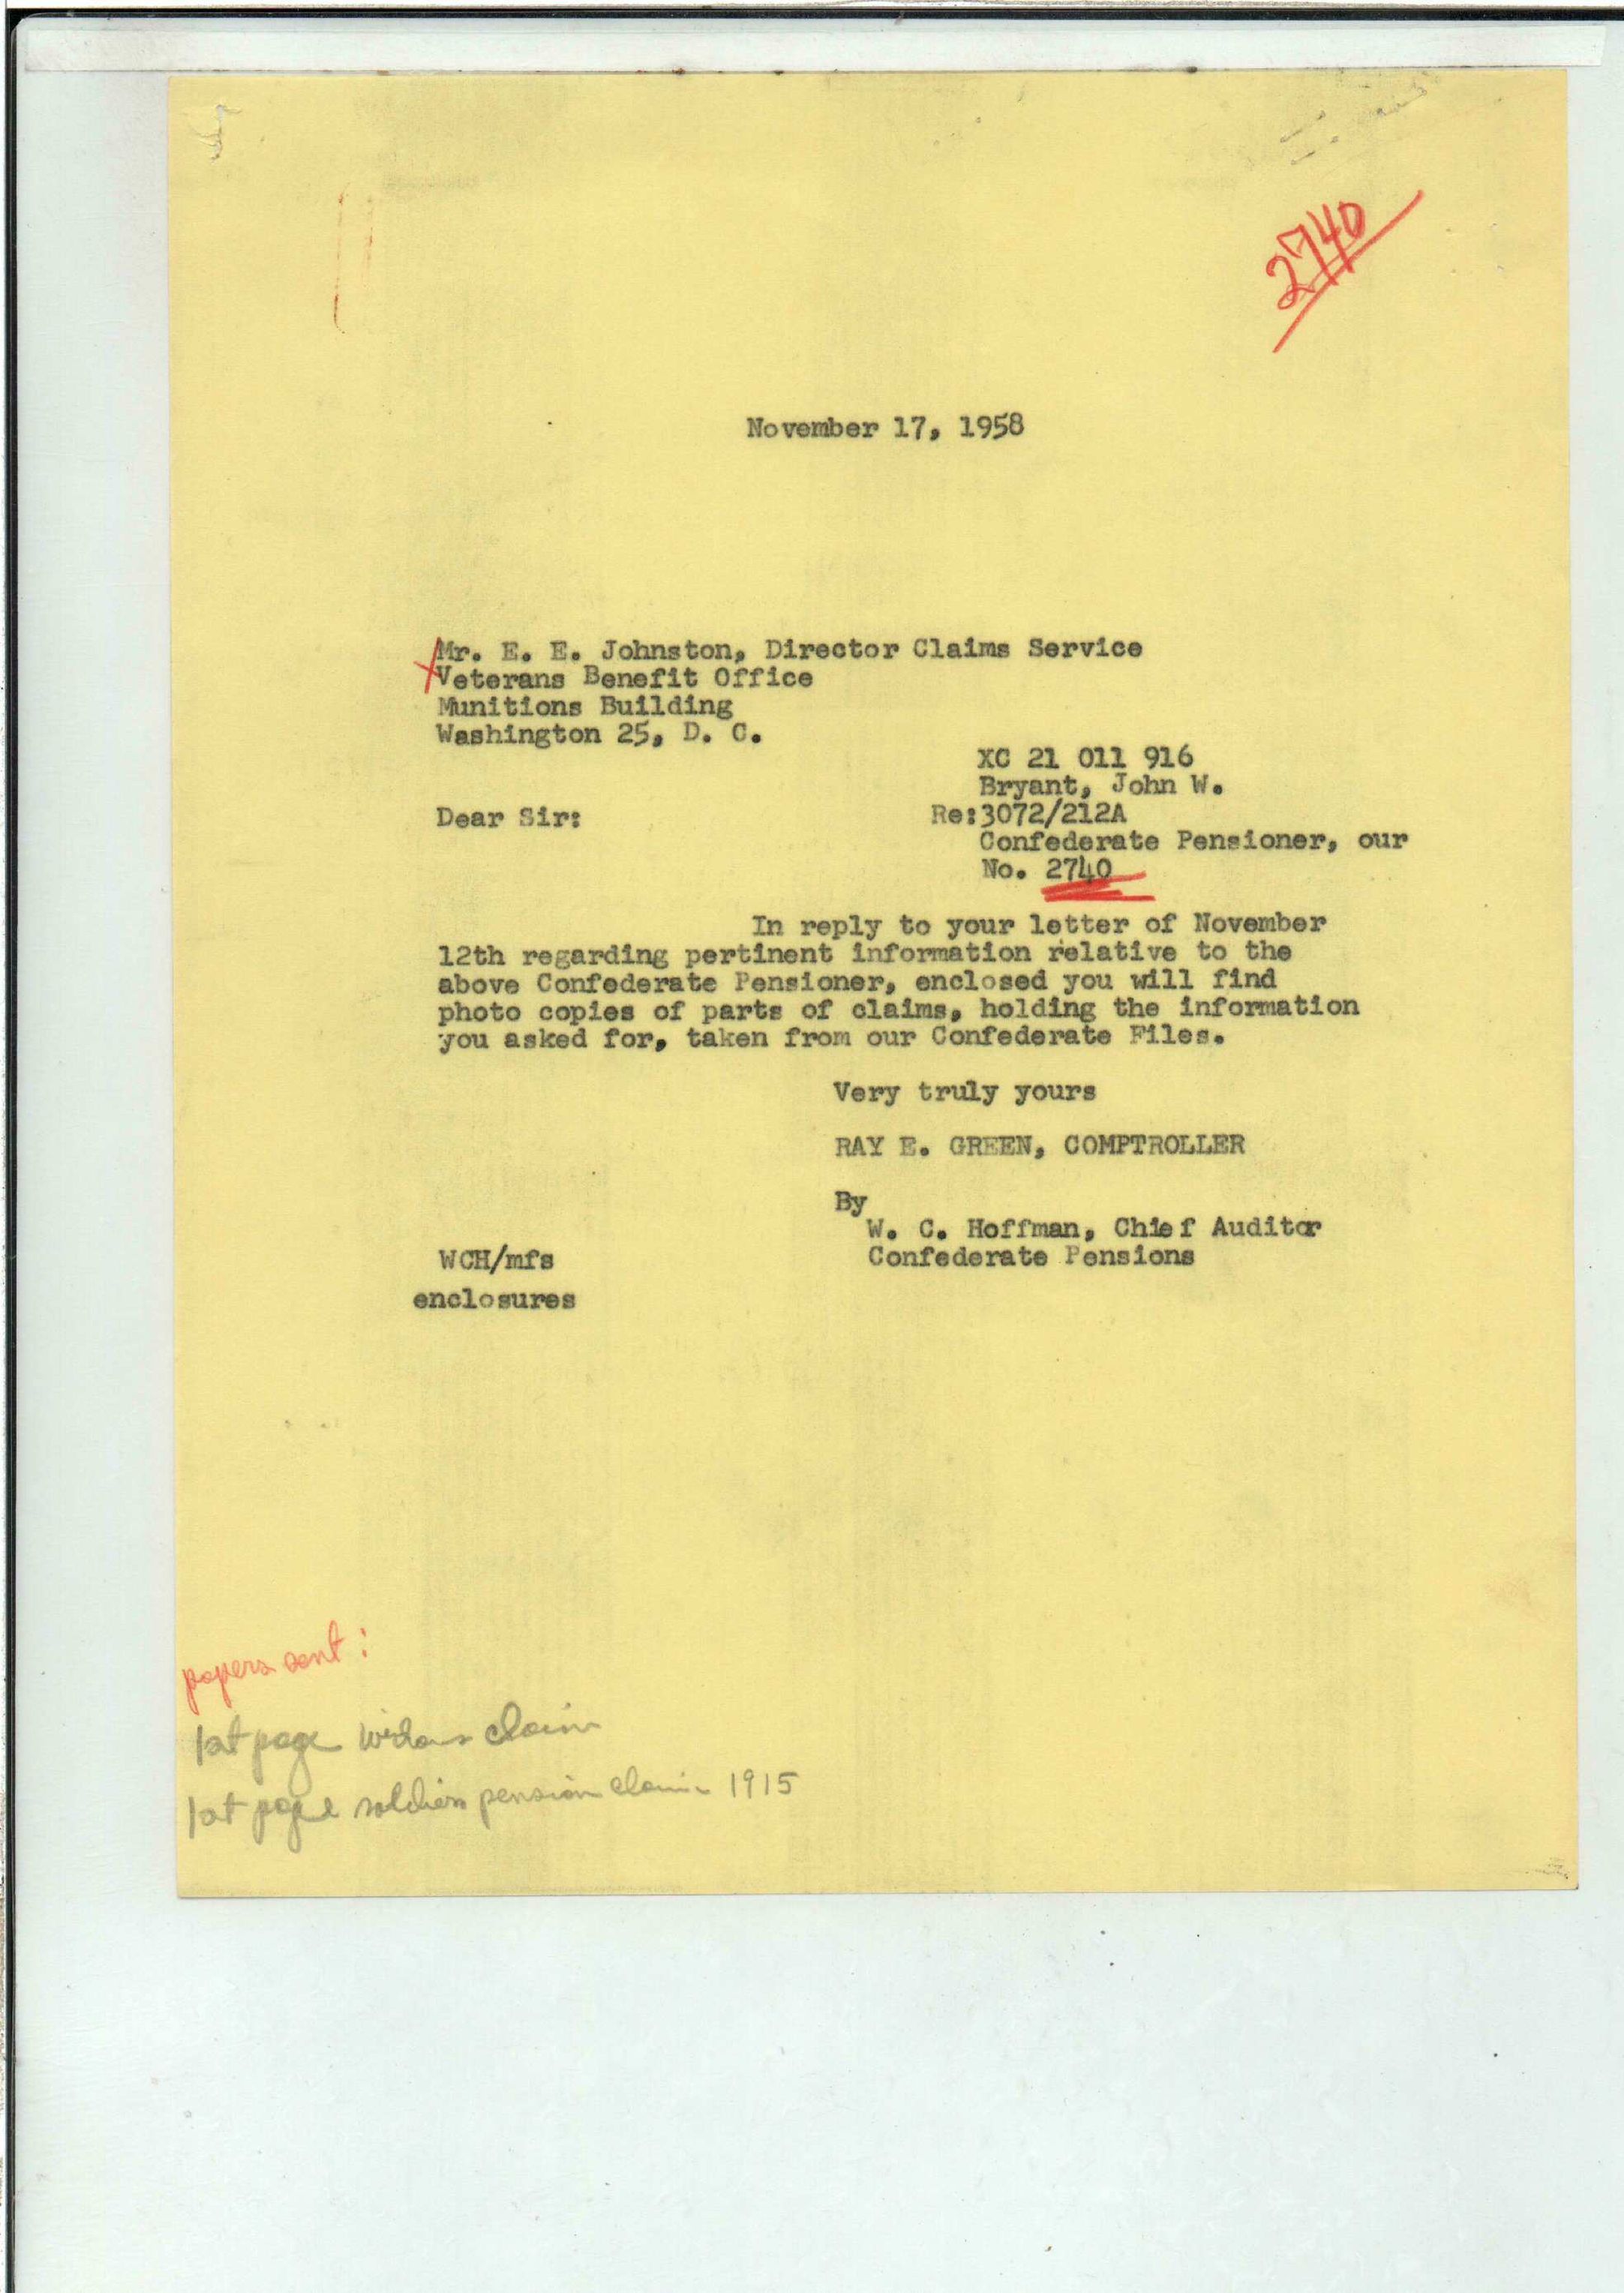 2740
November 17, 1958
Mr. E. E. Johnston, Director Claims Service
Veterans Benefit Office
Munitions Building
Washington 25, D. C.
XC 21 011 916
Bryant, John W.
Dear Sir:
Re:3072/212A
Confederate Pensioner, our
No. 2740
In reply to your letter of November
12th regarding pertinent information relative to the
above Confederate Pensioner, enclosed you will find
photo copies of parts of claims, holding the information
you asked for, taken from our Confederate Files.
Very truly yours
RAY E. GREEN, COMPTROLLER
By
W. C. Hoffman, Chief Auditor
Confederate Pensions
WCH/mfs
enclosures
papers sent:
1st page widows claim
1st page soldiers pension claim 1915